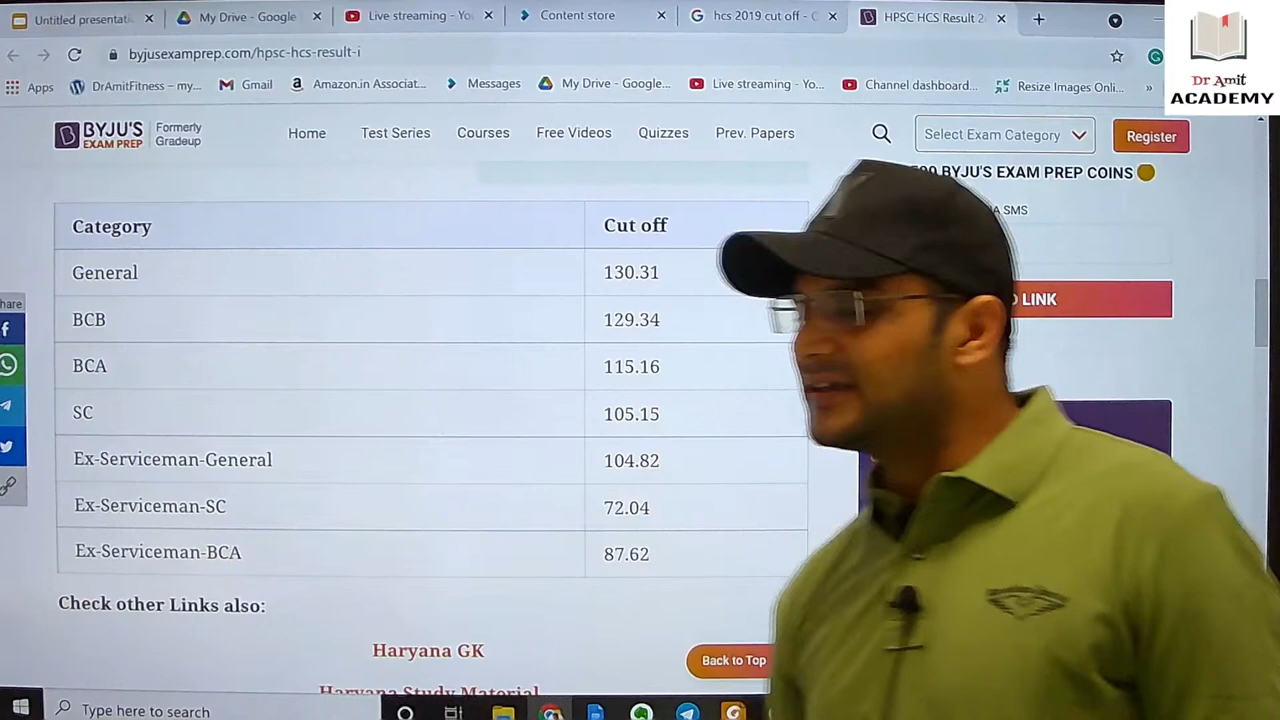 Untitled presentati
My Drive - Google
Live streaming - Yo
Content store
hcs 2019 cut off -
HPSC HCS Result 2
byjusexamprep.com/hpsc-hcs-result-i
Apps
DrAmitFitness – my...
Gmail
Amazon.in Associat...
Messages
My Drive - Google...
Live streaming - Yo...
Channel dashboard...
Resize Images Onli...
»
Dr Amit
ACADEMY
BYJU'S
EXAM PREP
Formerly
Gradeup
Home
Test Series
Courses
Free Videos
Quizzes
Prev. Papers
Select Exam Category
Register
BYJU'S EXAM PREP COINS
SMS
LINK
Category
Cut off
General
130.31
BCB
129.34
BCA
115.16
SC
105.15
Ex-Serviceman-General
104.82
Ex-Serviceman-SC
72.04
Ex-Serviceman-BCA
87.62
hare
Check other Links also:
Haryana GK
Back to Top
Haryana Study Material
Type here to search